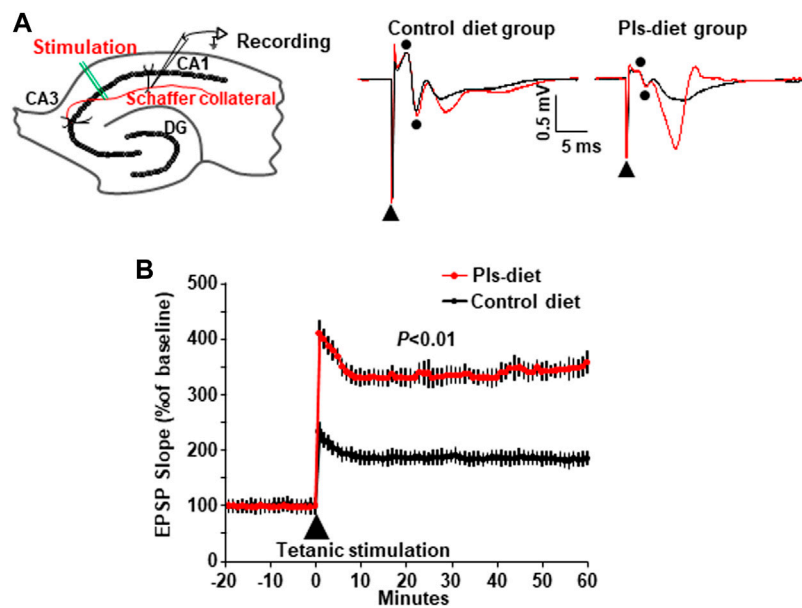 A
Stimulation
Recording
CA1
CA3
Schaffer collateral
DG
Control diet group
Pls-diet group
0.5 mV
5 ms
B
EPSP Slope (%of baseline)
500
400
300
200
100
0
Pls-diet
Control diet
P<0.01
Tetanic stimulation
-20 -10 0 10 20 30 40 50 60
Minutes